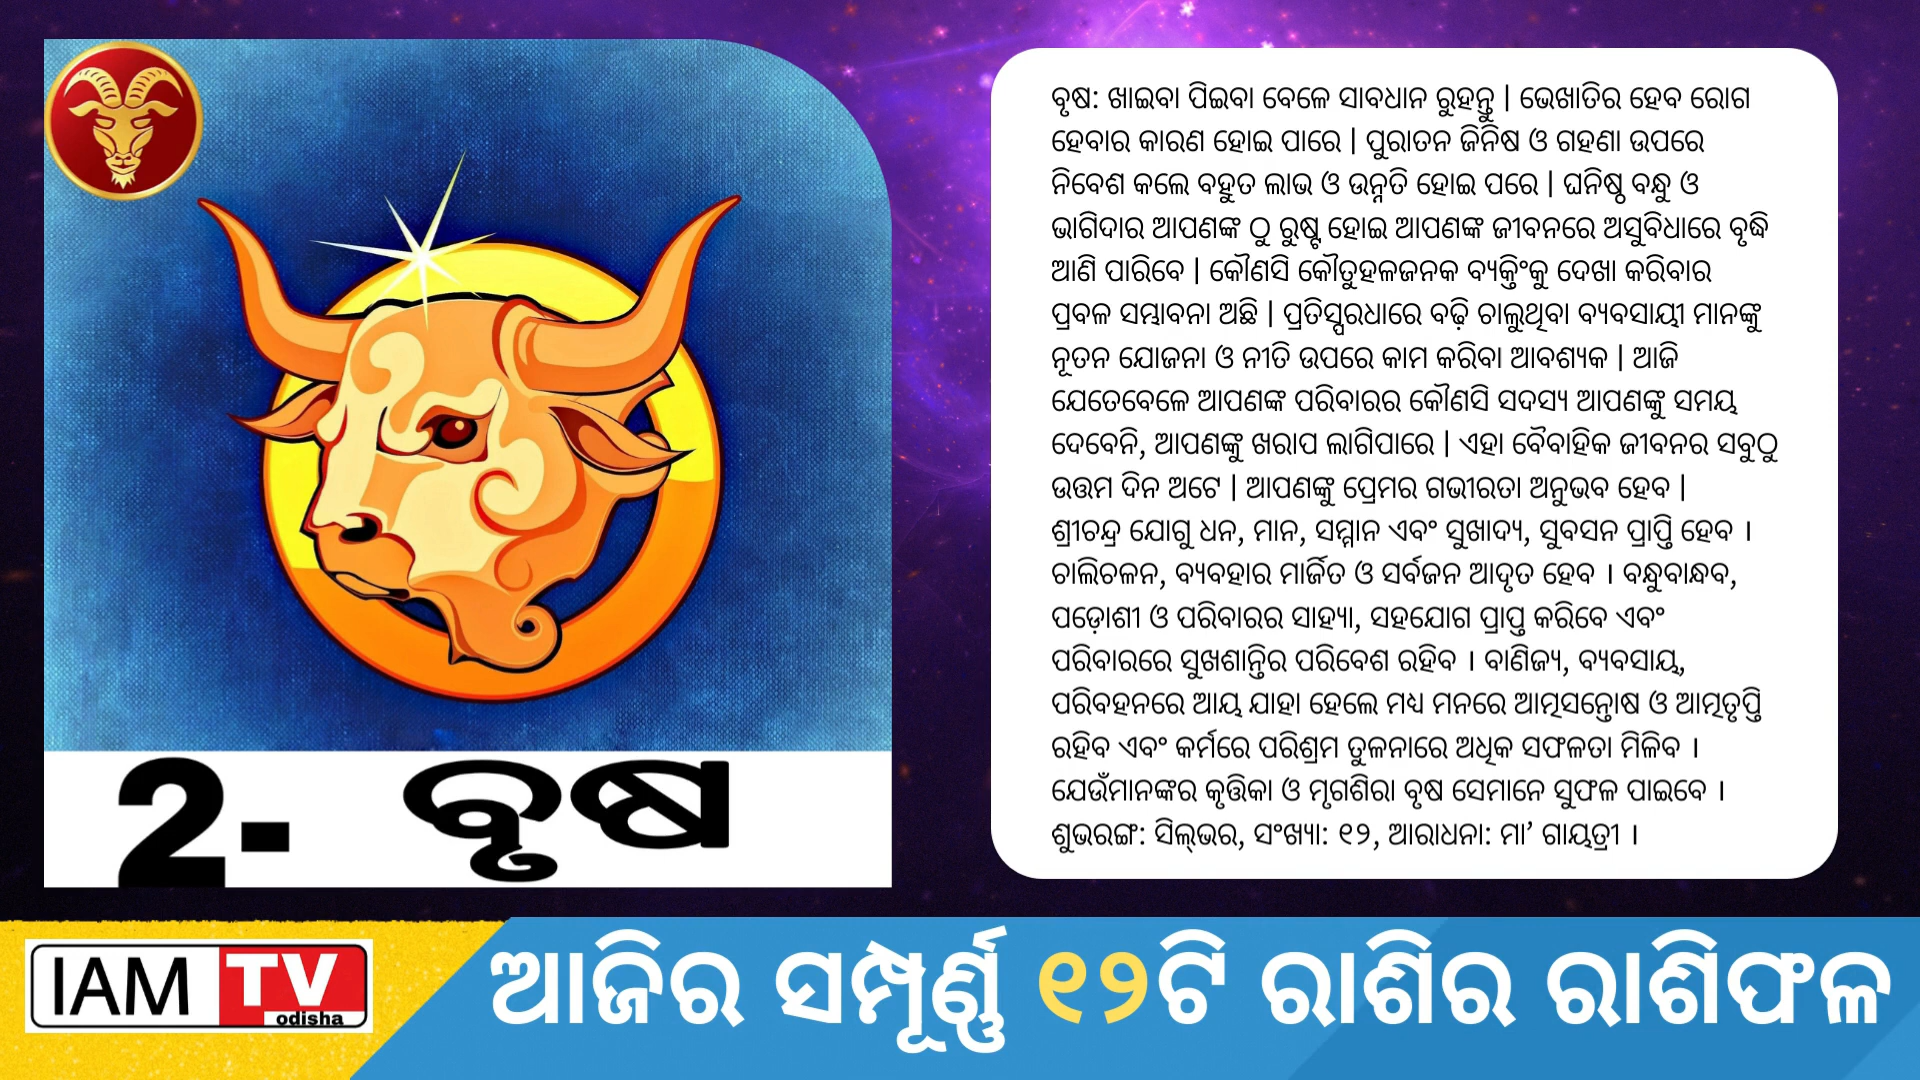 2- ବୃଷ
ବୃଷ: ଖାଇବା ପିଇବା ବେଳେ ସାବଧାନ ରୁହନ୍ତୁ | ଭେଖାତିର ହେବ ରୋଗ
ହେବାର କାରଣ ହୋଇ ପାରେ | ପୁରାତନ ଜିନିଷ ଓ ଗହଣା ଉପରେ
ନିବେଶ କଲେ ବହୁତ ଲାଭ ଓ ଉନ୍ନତି ହୋଇ ପରେ | ଘନିଷ୍ଠ ବନ୍ଧୁ ଓ
ଭାଗିଦାର ଆପଣଙ୍କ ଠୁ ରୁଷ୍ଟ ହୋଇ ଆପଣଙ୍କ ଜୀବନରେ ଅସୁବିଧାରେ ବୃଦ୍ଧି
ଆଣି ପାରିବେ | କୌଣସି କୌତୁହଳଜନକ ବ୍ୟକ୍ତିଂକୁ ଦେଖା କରିବାର
ପ୍ରବଳ ସମ୍ଭାବନା ଅଛି | ପ୍ରତିସ୍ପରଧାରେ ବଢ଼ି ଚାଲୁଥିବା ବ୍ୟବସାୟୀ ମାନଙ୍କୁ
ନୂତନ ଯୋଜନା ଓ ନୀତି ଉପରେ କାମ କରିବା ଆବଶ୍ୟକ | ଆଜି
ଯେତେବେଳେ ଆପଣଙ୍କ ପରିବାରର କୌଣସି ସଦସ୍ୟ ଆପଣଙ୍କୁ ସମୟ
ଦେବେନି, ଆପଣଙ୍କୁ ଖରାପ ଲାଗିପାରେ | ଏହା ବୈବାହିକ ଜୀବନର ସବୁଠୁ
ଉତ୍ତମ ଦିନ ଅଟେ | ଆପଣଙ୍କୁ ପ୍ରେମର ଗଭୀରତା ଅନୁଭବ ହେବ |
ଶ୍ରୀଚନ୍ଦ୍ର ଯୋଗୁ ଧନ, ମାନ, ସମ୍ମାନ ଏବଂ ସୁଖାଦ୍ୟ, ସୁବସନ ପ୍ରାପ୍ତି ହେବ ।
ଚାଲିଚଳନ, ବ୍ୟବହାର ମାର୍ଜିତ ଓ ସର୍ବଜନ ଆଦୃତ ହେବ । ବନ୍ଧୁବାନ୍ଧବ,
ପଡ଼ୋଶୀ ଓ ପରିବାରର ସାହ୍ୟା, ସହଯୋଗ ପ୍ରାପ୍ତ କରିବେ ଏବଂ
ପରିବାରରେ ସୁଖଶାନ୍ତିର ପରିବେଶ ରହିବ । ବାଣିଜ୍ୟ, ବ୍ୟବସାୟ,
ପରିବହନରେ ଆୟ ଯାହା ହେଲେ ମଧ୍ୟ ମନରେ ଆତ୍ମସନ୍ତୋଷ ଓ ଆତ୍ମତୃପ୍ତି
ରହିବ ଏବଂ କର୍ମରେ ପରିଶ୍ରମ ତୁଳନାରେ ଅଧିକ ସଫଳତା ମିଳିବ ।
ଯେଉଁମାନଙ୍କର କୃତ୍ତିକା ଓ ମୃଗଶିରା ବୃଷ ସେମାନେ ସୁଫଳ ପାଇବେ ।
ଶୁଭରଙ୍ଗ: ସିଲ୍‌ଭର, ସଂଖ୍ୟା: ୧୨, ଆରାଧନା: ମା’ ଗାୟତ୍ରୀ ।
IAM TV
odisha
ଆଜିର ସମ୍ପୂର୍ଣ୍ଣ ୧୨ଟି ରାଶିର ରାଶିଫଳ